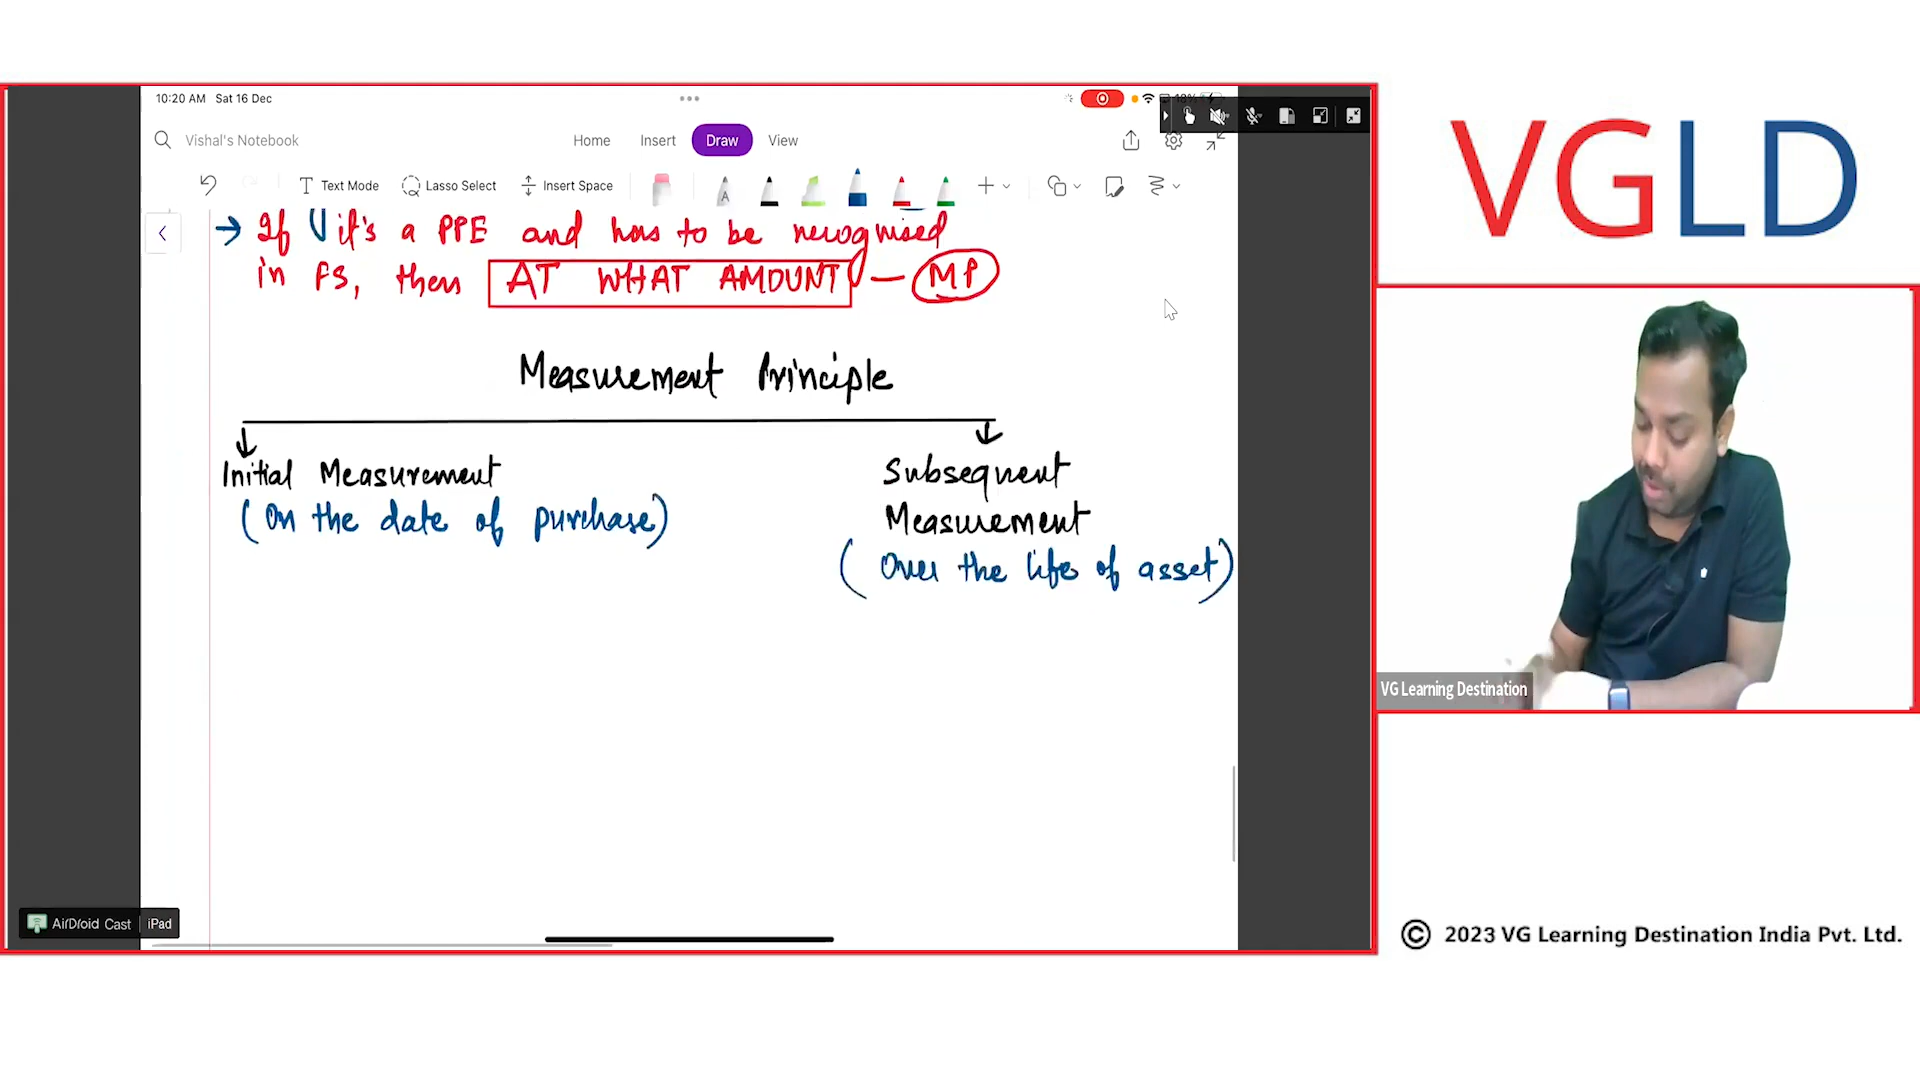 10:20 AM Sat 16 Dec
18%
Vishal's Notebook
Home Insert Draw View
Text Mode Lasso Select Insert Space
→ If it's a PPE and has to be recognised
in FS, then AT WHAT AMOUNT — MP
Measurement Principle
Initial Measurement
(On the date of purchase)
Subsequent
Measurement
(Over the life of asset)
AirDroid Cast iPad
VGLD
VG Learning Destination
© 2023 VG Learning Destination India Pvt. Ltd.